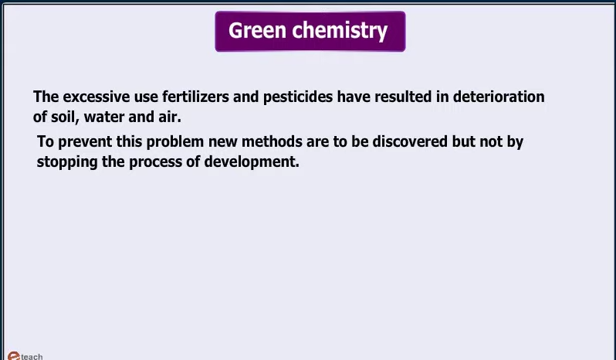 Green chemistry
The excessive use fertilizers and pesticides have resulted in deterioration
of soil, water and air.
To prevent this problem new methods are to be discovered but not by
stopping the process of development.
e teach